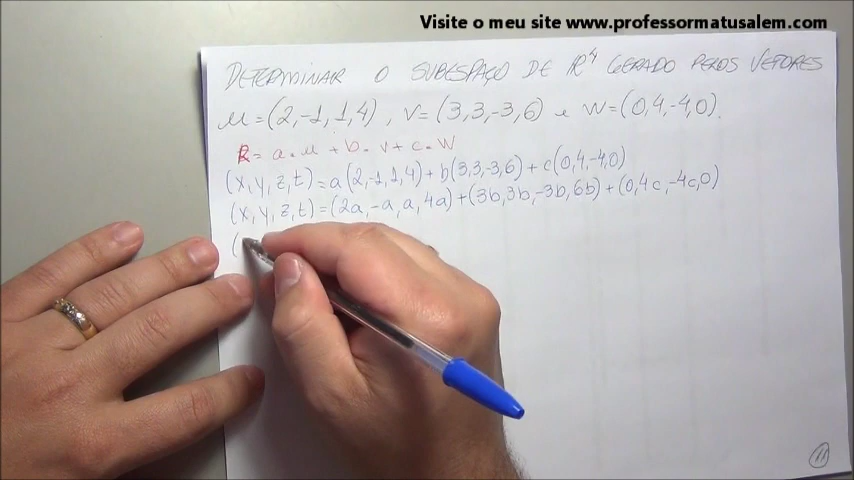 Visite o meu site www.professormatusalem.com
DETERMINAR O SUBESPAÇO DE R⁴ GERADO PELOS VETORES
u=(2,-1,1,4), v=(3,3,-3,6) e w=(0,4,-4,0).
R=a.u+b.v+c.w
(x,y,z,t)=a(2,-1,1,4)+b(3,3,-3,6)+c(0,4,-4,0)
(x,y,z,t)=(2a,-a,a,4a)+(3b,3b,-3b,6b)+(0,4c,-4c,0)
(
11